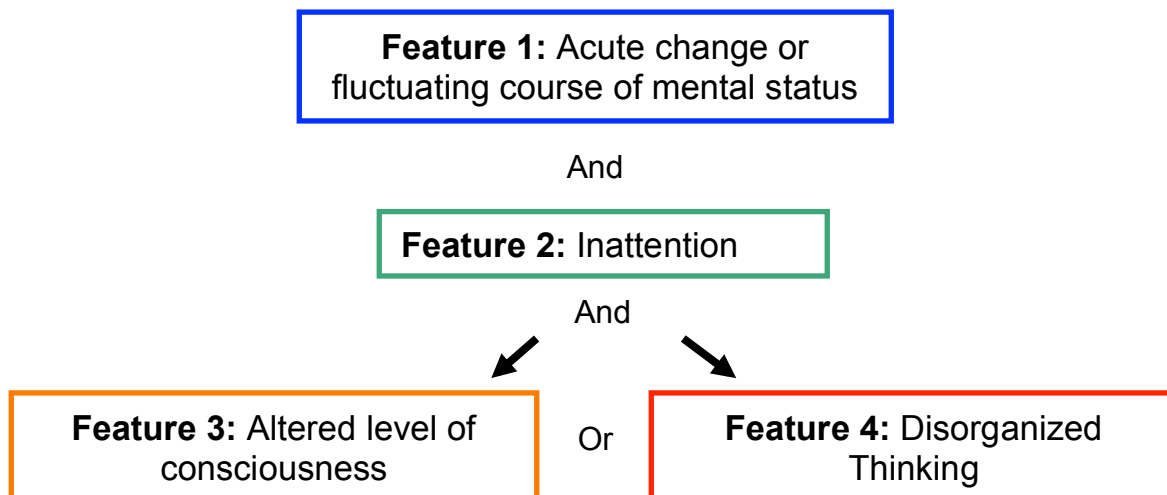 Feature 1: Acute change or
fluctuating course of mental status
And
Feature 2: Inattention
And
Feature 3: Altered level of
consciousness
Or
Feature 4: Disorganized
Thinking